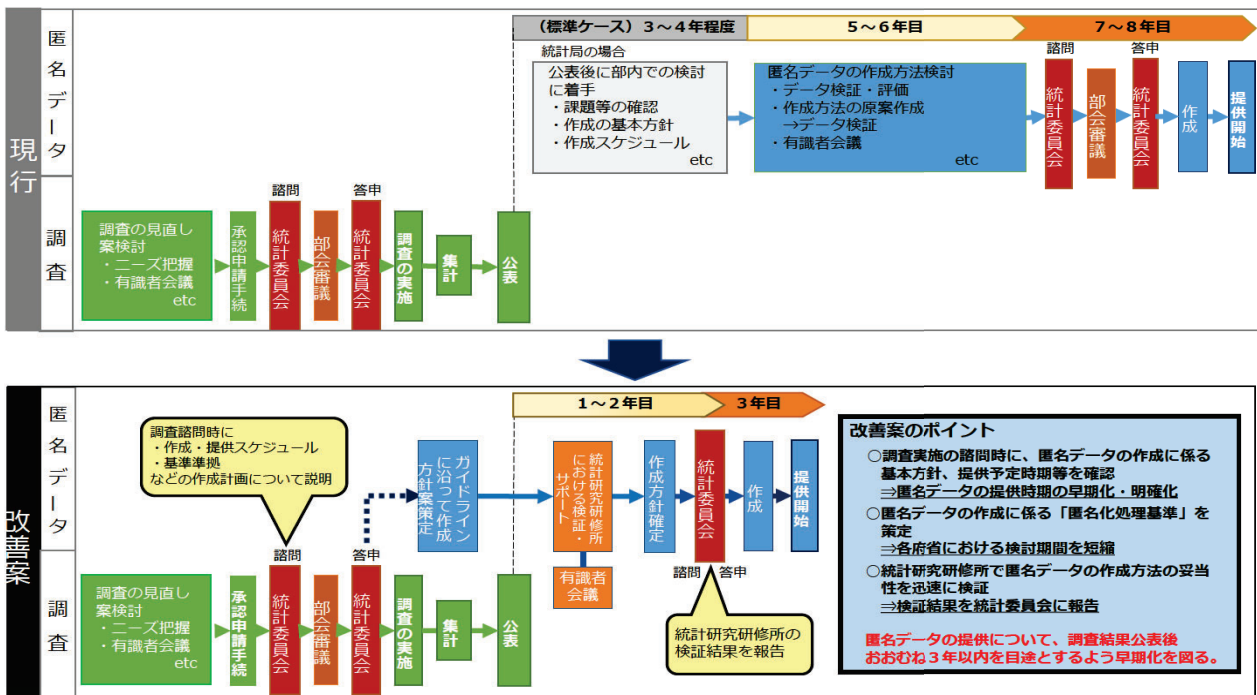 現行
匿名データ
(標準ケース)3～4年程度
5～6年目
7～8年目
統計局の場合
公表後に部内での検討
に着手
・課題等の確認
・作成の基本方針
・作成スケジュール
etc
匿名データの作成方法検討
・データ検証・評価
・作成方法の原案作成
→データ検証
・有識者会議
etc
諮問
統計委員会
部会審議
答申
統計委員会
作成
提供開始
調査
調査の見直し
案検討
・ニーズ把握
・有識者会議
etc
承認申請手続
諮問
統計委員会
部会審議
答申
統計委員会
調査の実施
集計
公表
改善案
匿名データ
1～2年目
3年目
調査諮問時に
・作成・提供スケジュール
・基準準拠
などの作成計画について説明
ガイドライン
に沿って作成
方針案策定
統計研究研修所
における検証・
サポート
有識
者会議
作成方針確定
統計委員会
諮問
答申
作成
提供開始
統計研究研修所の
検証結果を報告
調査
調査の見直し
案検討
・ニーズ把握
・有識者会議
etc
承認申請手続
諮問
統計委員会
部会審議
答申
統計委員会
調査の実施
集計
公表
改善案のポイント
○調査実施の諮問時に、匿名データの作成に係る
基本方針、提供予定時期等を確認
⇒匿名データの提供時期の早期化・明確化
○匿名データの作成に係る「匿名化処理基準」を
策定
⇒各府省における検討期間を短縮
○統計研究研修所で匿名データの作成方法の妥当
性を迅速に検証
⇒検証結果を統計委員会に報告
匿名データの提供について、調査結果公表後
おおむね3年以内を目途とするよう早期化を図る。